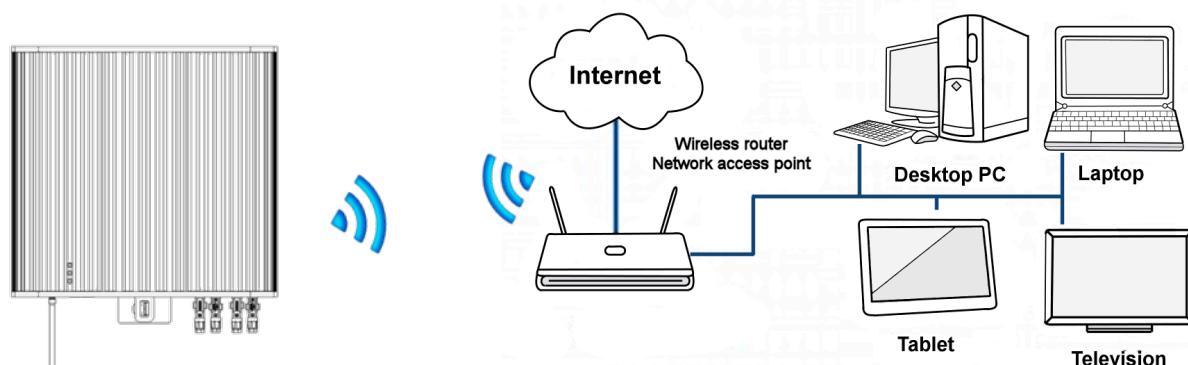 Internet
Wireless router
Network access point
Desktop PC
Laptop
Tablet
Television